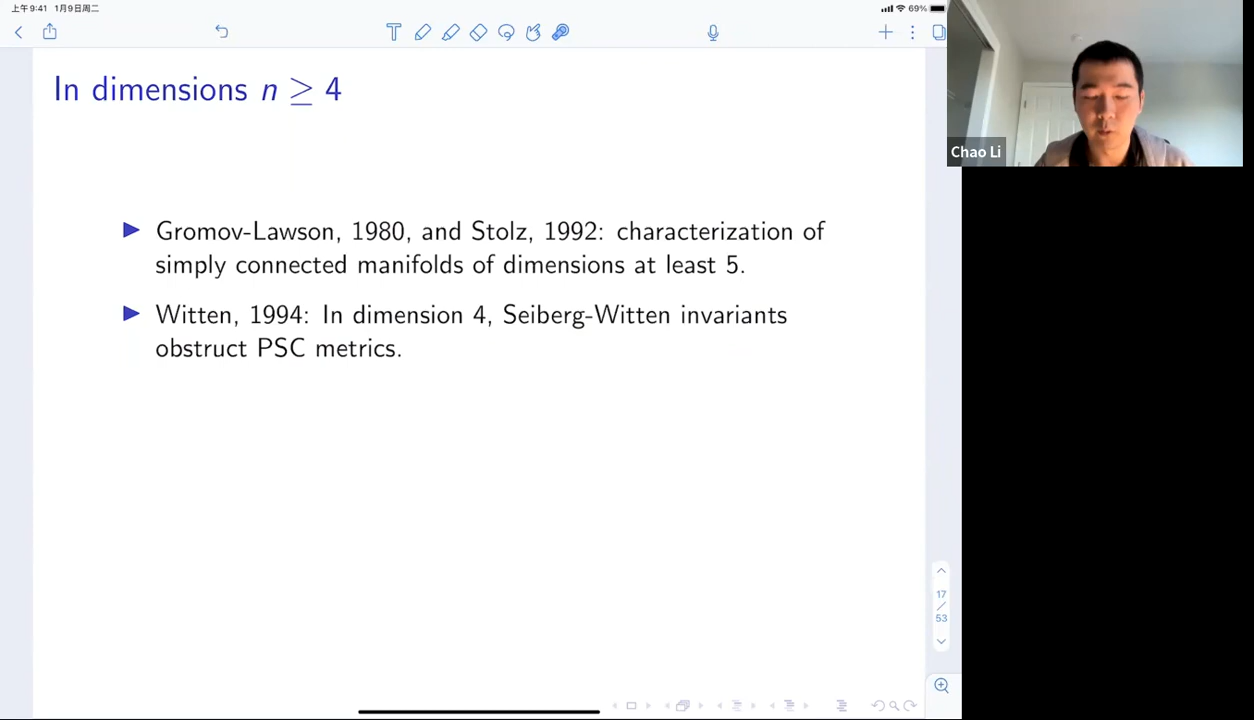 上午9:41 1月9日周二
69%
In dimensions n ≥ 4
Chao Li
▶ Gromov-Lawson, 1980, and Stolz, 1992: characterization of
simply connected manifolds of dimensions at least 5.
▶ Witten, 1994: In dimension 4, Seiberg-Witten invariants
obstruct PSC metrics.
17
/
53